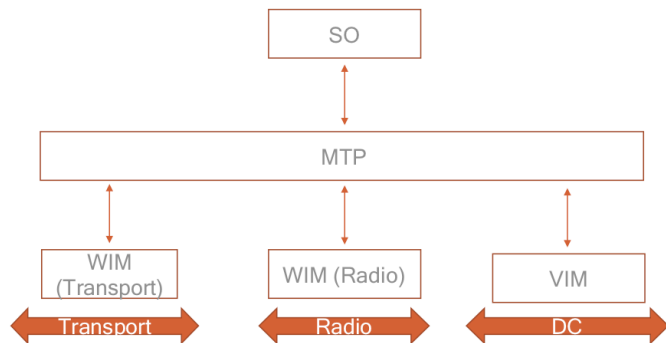 SO
MTP
WIM
(Transport)
WIM (Radio)
VIM
Transport
Radio
DC